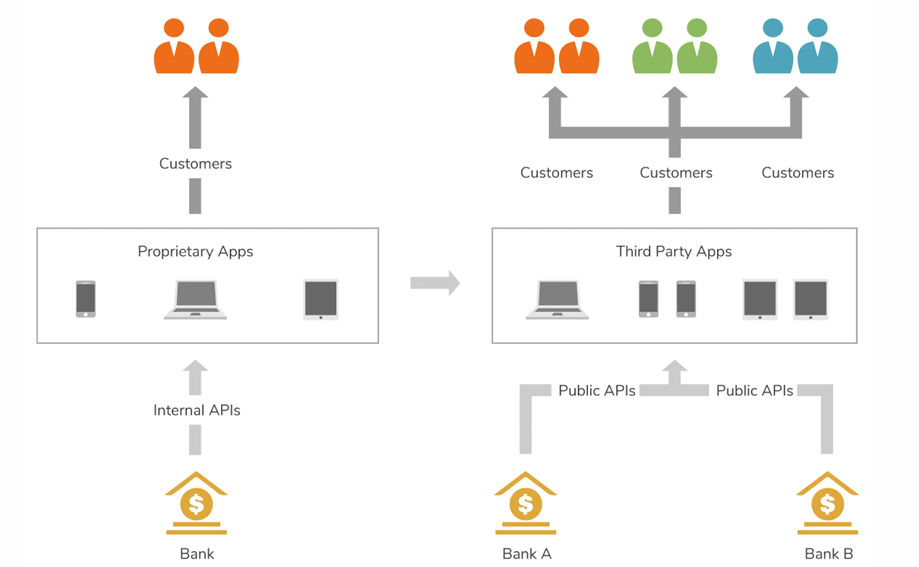 Customers
Customers
Customers
Customers
Proprietary Apps
Third Party Apps
Internal APIs
Public APIs
Public APIs
$
$
$
Bank
Bank A
Bank B